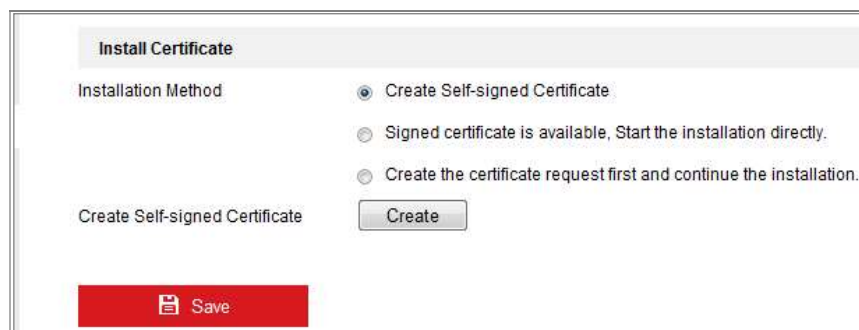 Install Certificate
Installation Method
Create Self-signed Certificate
Signed certificate is available, Start the installation directly.
Create the certificate request first and continue the installation.
Create Self-signed Certificate
Create
Save